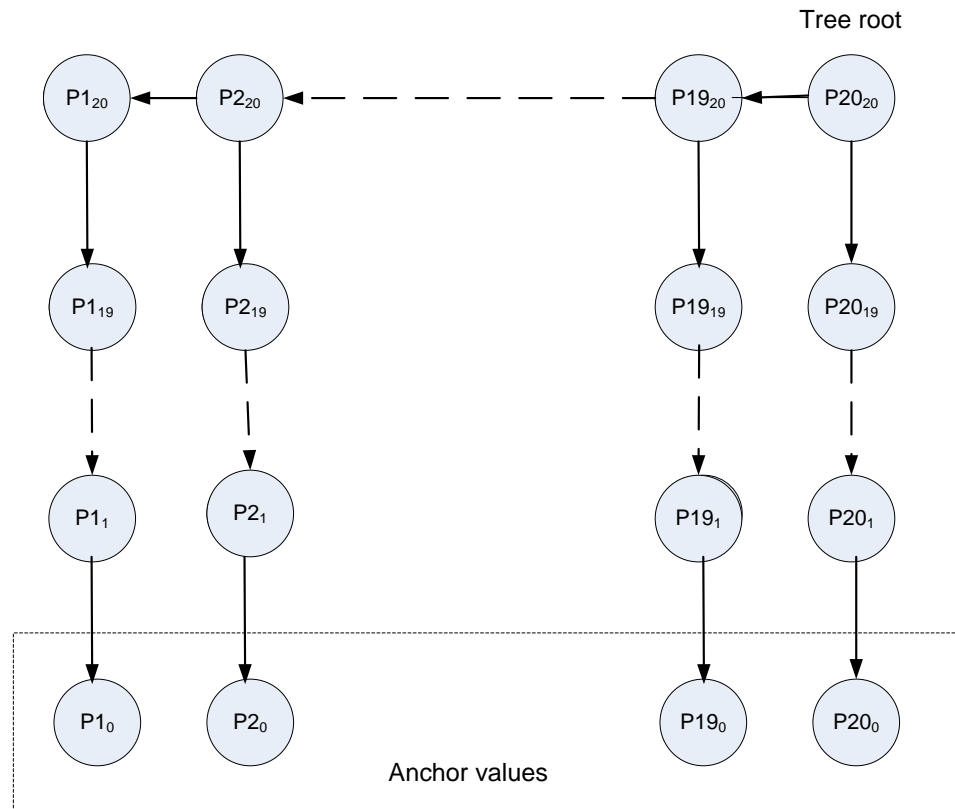 Tree root
P1₂₀ P2₂₀ P19₂₀ P20₂₀
P1₁₉ P2₁₉ P19₁₉ P20₁₉
P1₁ P2₁ P19₁ P20₁
P1₀ P2₀ P19₀ P20₀
Anchor values